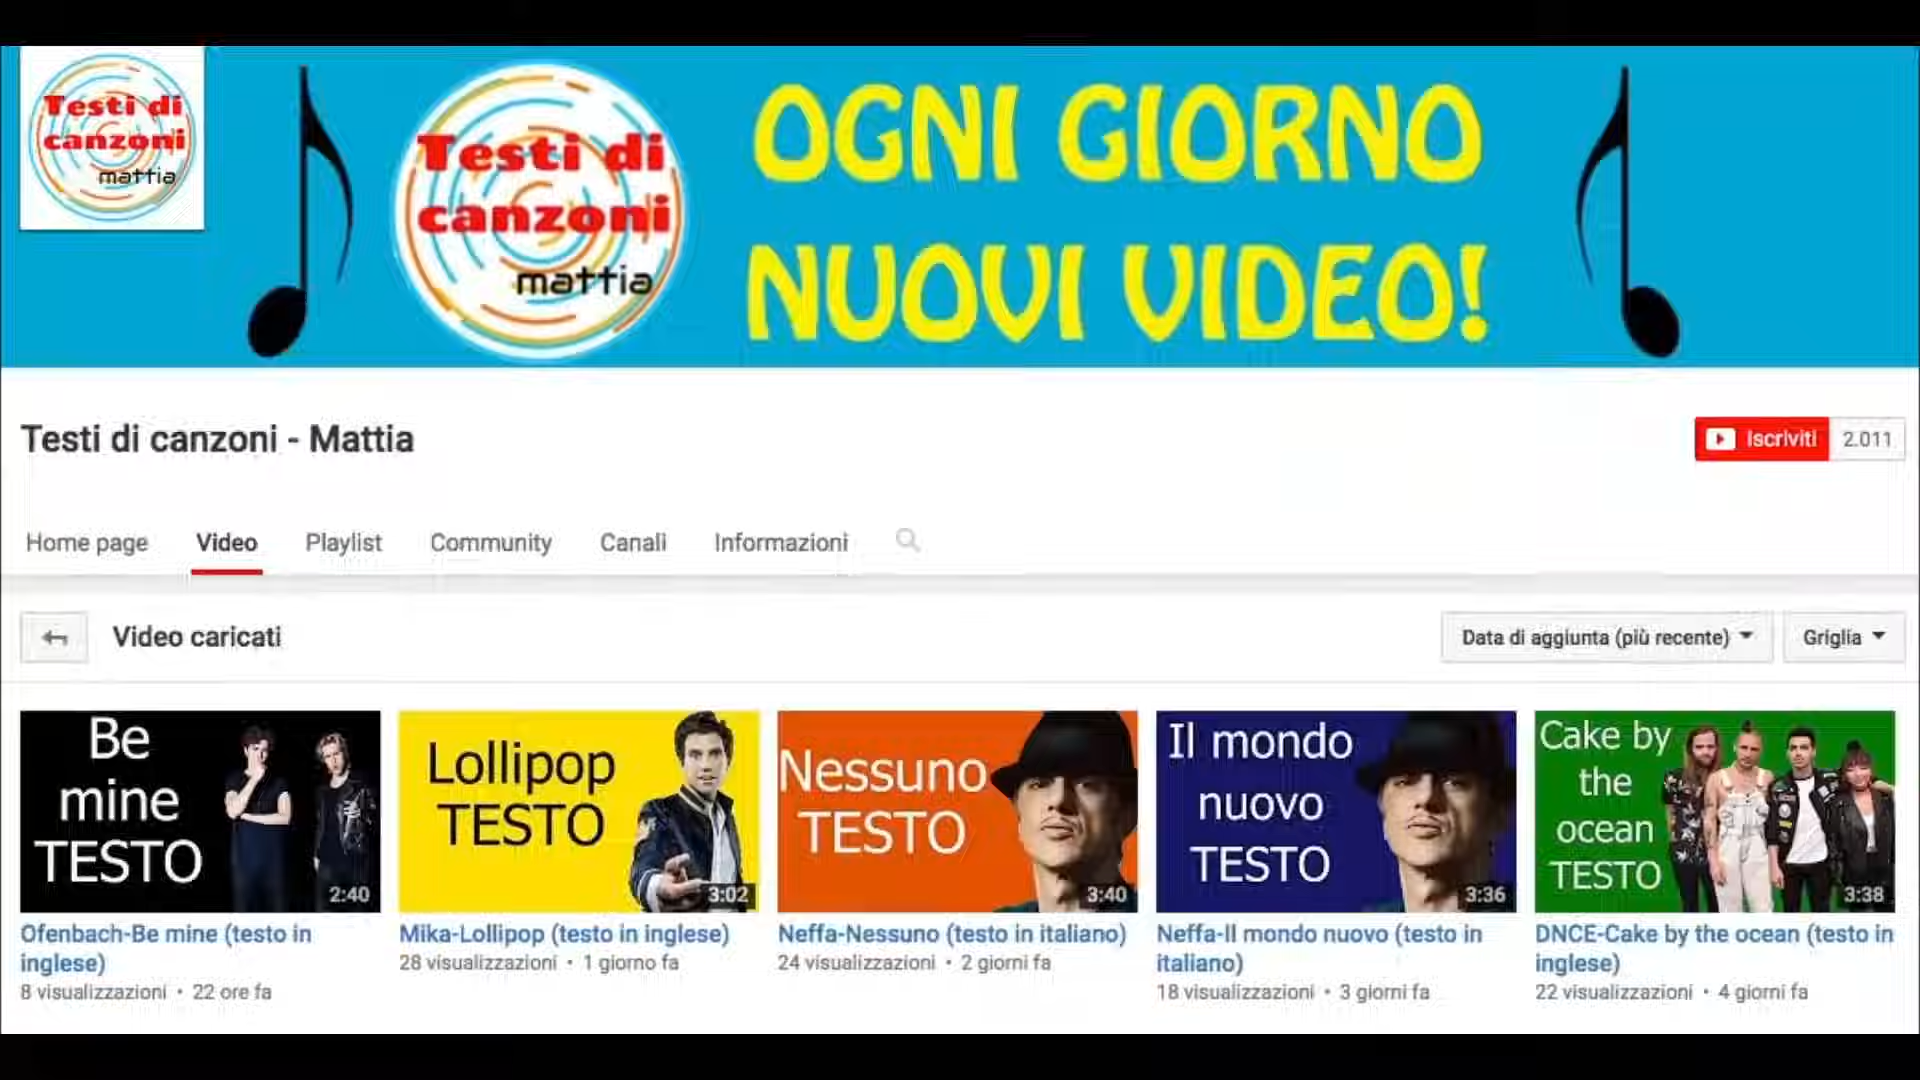 Testi di
canzoni
mattia
Testi di
canzoni
mattia
OGNI GIORNO
NUOVI VIDEO!
Testi di canzoni - Mattia
Iscriviti 2.011
Home page Video Playlist Community Canali Informazioni
Video caricati
Data di aggiunta (più recente) Griglia
Be
mine
TESTO
2:40
Ofenbach-Be mine (testo in
inglese)
8 visualizzazioni • 22 ore fa
Lollipop
TESTO
3:02
Mika-Lollipop (testo in inglese)
28 visualizzazioni • 1 giorno fa
Nessuno
TESTO
3:40
Neffa-Nessuno (testo in italiano)
24 visualizzazioni • 2 giorni fa
Il mondo
nuovo
TESTO
3:36
Neffa-Il mondo nuovo (testo in
italiano)
18 visualizzazioni • 3 giorni fa
Cake by
the
ocean
TESTO
3:38
DNCE-Cake by the ocean (testo in
inglese)
22 visualizzazioni • 4 giorni fa